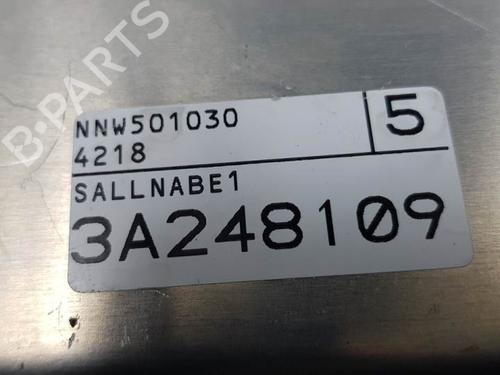 B-PARTS
NNW501030
5
4218
SALLNABE1
3A248109